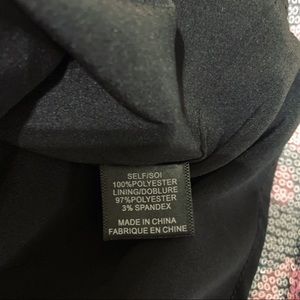 SELF/SOI
100%POLYESTER
LINING/DOBLURE
97%POLYESTER
3% SPANDEX
MADE IN CHINA
FABRIQUE EN CHINE